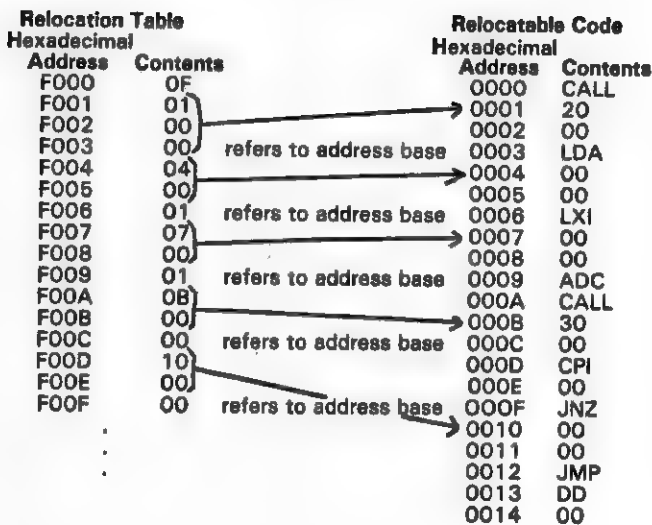 Relocation Table
Hexadecimal
Address Contents
F000 0F
F001 01
F002 00
F003 00 refers to address base
F004 04
F005 00
F006 01 refers to address base
F007 07
F008 00
F009 01 refers to address base
F00A 0B
F00B 00
F00C 00 refers to address base
F00D 10
F00E 00
F00F 00 refers to address base
Relocatable Code
Hexadecimal
Address Contents
0000 CALL
0001 20
0002 00
0003 LDA
0004 00
0005 00
0006 LXI
0007 00
0008 00
0009 ADC
000A CALL
000B 30
000C 00
000D CPI
000E 00
000F JNZ
0010 00
0011 00
0012 JMP
0013 DD
0014 00